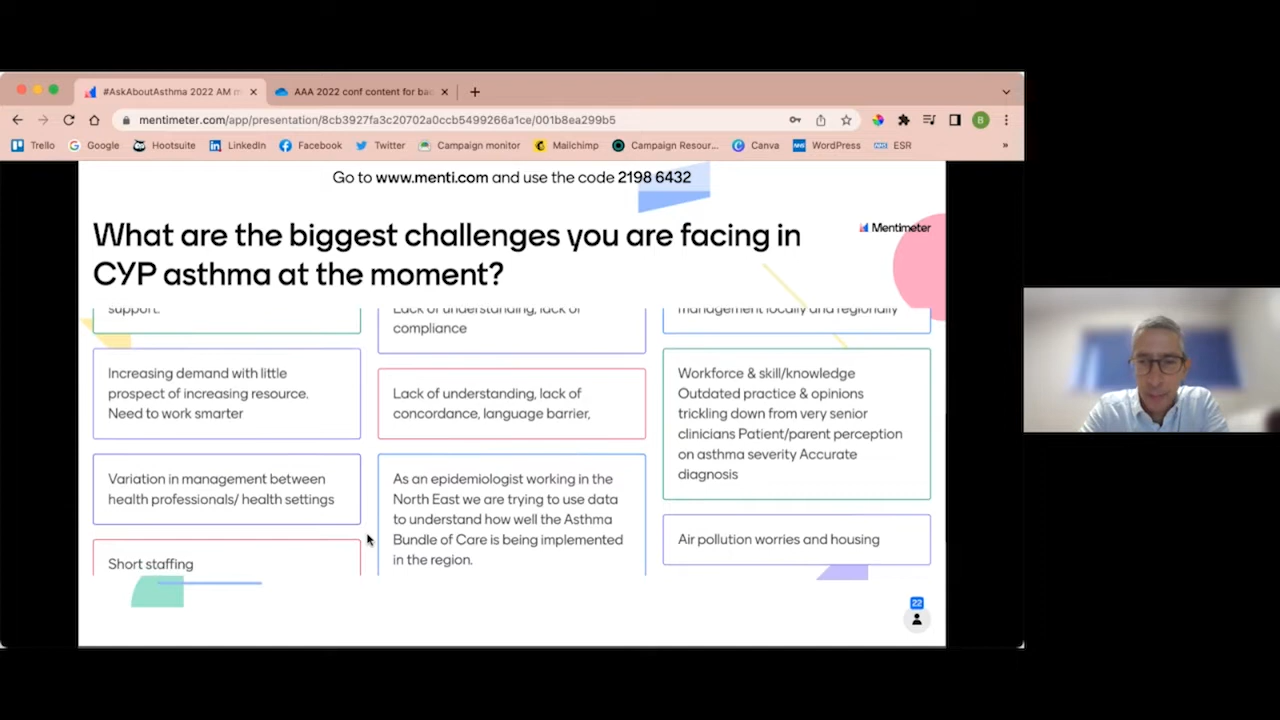 #AskAboutAsthma 2022 AM m
AAA 2022 conf content for bac
mentimeter.com/app/presentation/8cb3927fa3c20702a0ccb5499266a1ce/001b8ea299b5
B
Trello
Google
Hootsuite
LinkedIn
Facebook
Twitter
Campaign monitor
Mailchimp
Campaign Resour...
Canva
WordPress
ESR
Go to www.menti.com and use the code 2198 6432
What are the biggest challenges you are facing in
CYP asthma at the moment?
Mentimeter
support.
Increasing demand with little
prospect of increasing resource.
Need to work smarter
Variation in management between
health professionals/ health settings
Short staffing
Lack of understanding, lack of
compliance
Lack of understanding, lack of
concordance, language barrier,
As an epidemiologist working in the
North East we are trying to use data
to understand how well the Asthma
Bundle of Care is being implemented
in the region.
management locally and regionally
Workforce & skill/knowledge
Outdated practice & opinions
trickling down from very senior
clinicians Patient/parent perception
on asthma severity Accurate
diagnosis
Air pollution worries and housing
22